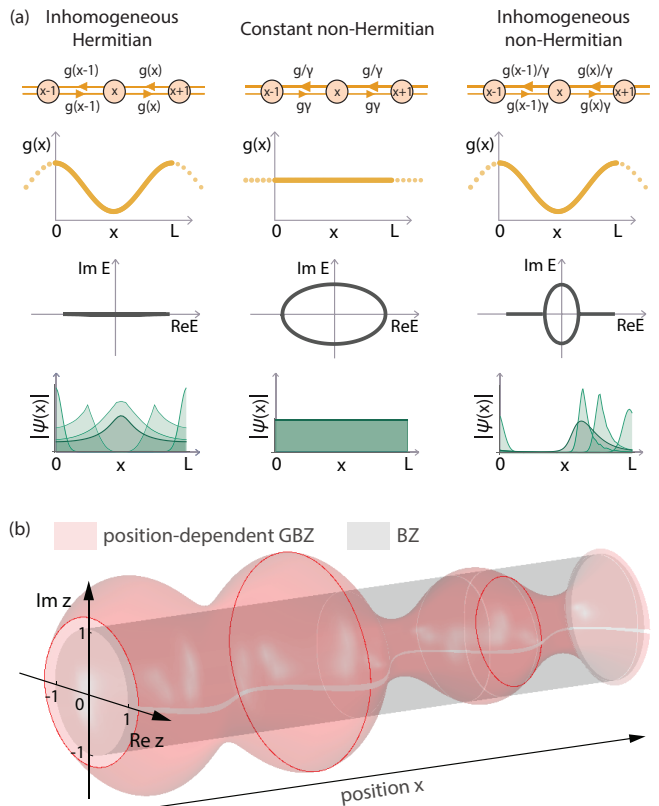 (a)
Inhomogeneous
Hermitian
Constant non-Hermitian
Inhomogeneous
non-Hermitian
g(x-1) g(x)
x-1 x x+1
g(x-1) g(x)
g/γ g/γ
x-1 x x+1
gγ gγ
g(x-1)/γ g(x)/γ
x-1 x x+1
g(x-1)γ g(x)γ
g(x) g(x) g(x)
0 x L 0 x L 0 x L
Im E Im E Im E
ReE ReE ReE
|ψ(x)| |ψ(x)| |ψ(x)|
0 x L 0 x L 0 x L
(b)
position-dependent GBZ BZ
Im z
1
0
1
-1
Re z
-1
position x